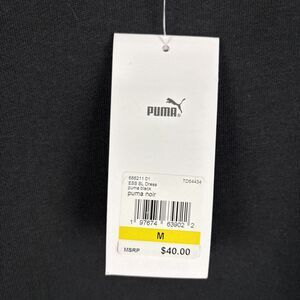 PUMA
686211 01 TD64434
ESS SL Dress
puma black
puma noir
1 97674 63902 2
M
MSRP $40.00